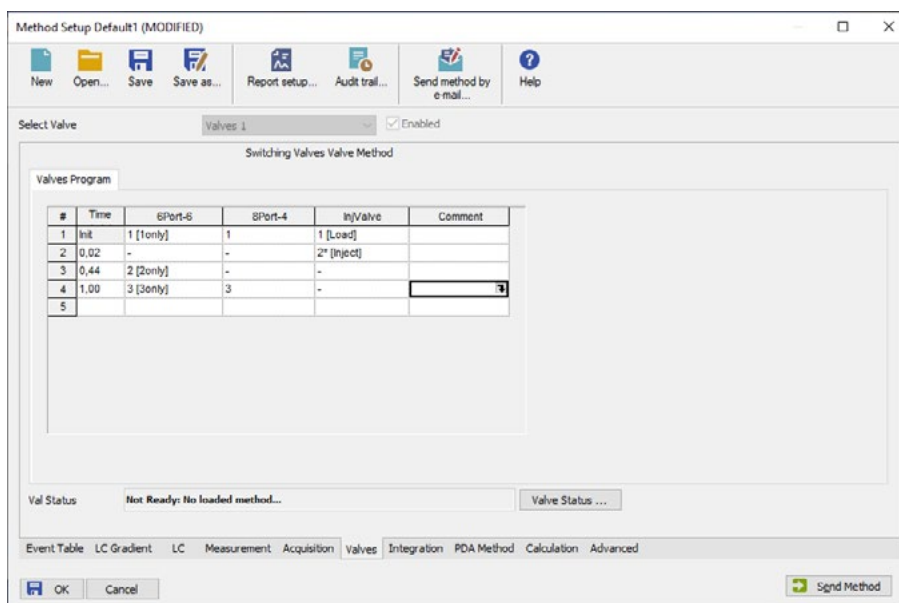 Method Setup Default1 (MODIFIED)
New Open... Save Save as... Report setup... Audit trail... Send method by e-mail... Help
Select Valve Valves 1 Enabled
Switching Valves Valve Method
Valves Program
# Time 6Port-6 8Port-4 InjValve Comment
1 Init 1 [1only] 1 1 [Load]
2 0,02 - - 2* [Inject]
3 0,44 2 [2only] - -
4 1,00 3 [3only] 3 -
5
Val Status Not Ready: No loaded method... Valve Status ...
Event Table LC Gradient LC Measurement Acquisition Valves Integration PDA Method Calculation Advanced
OK Cancel Send Method